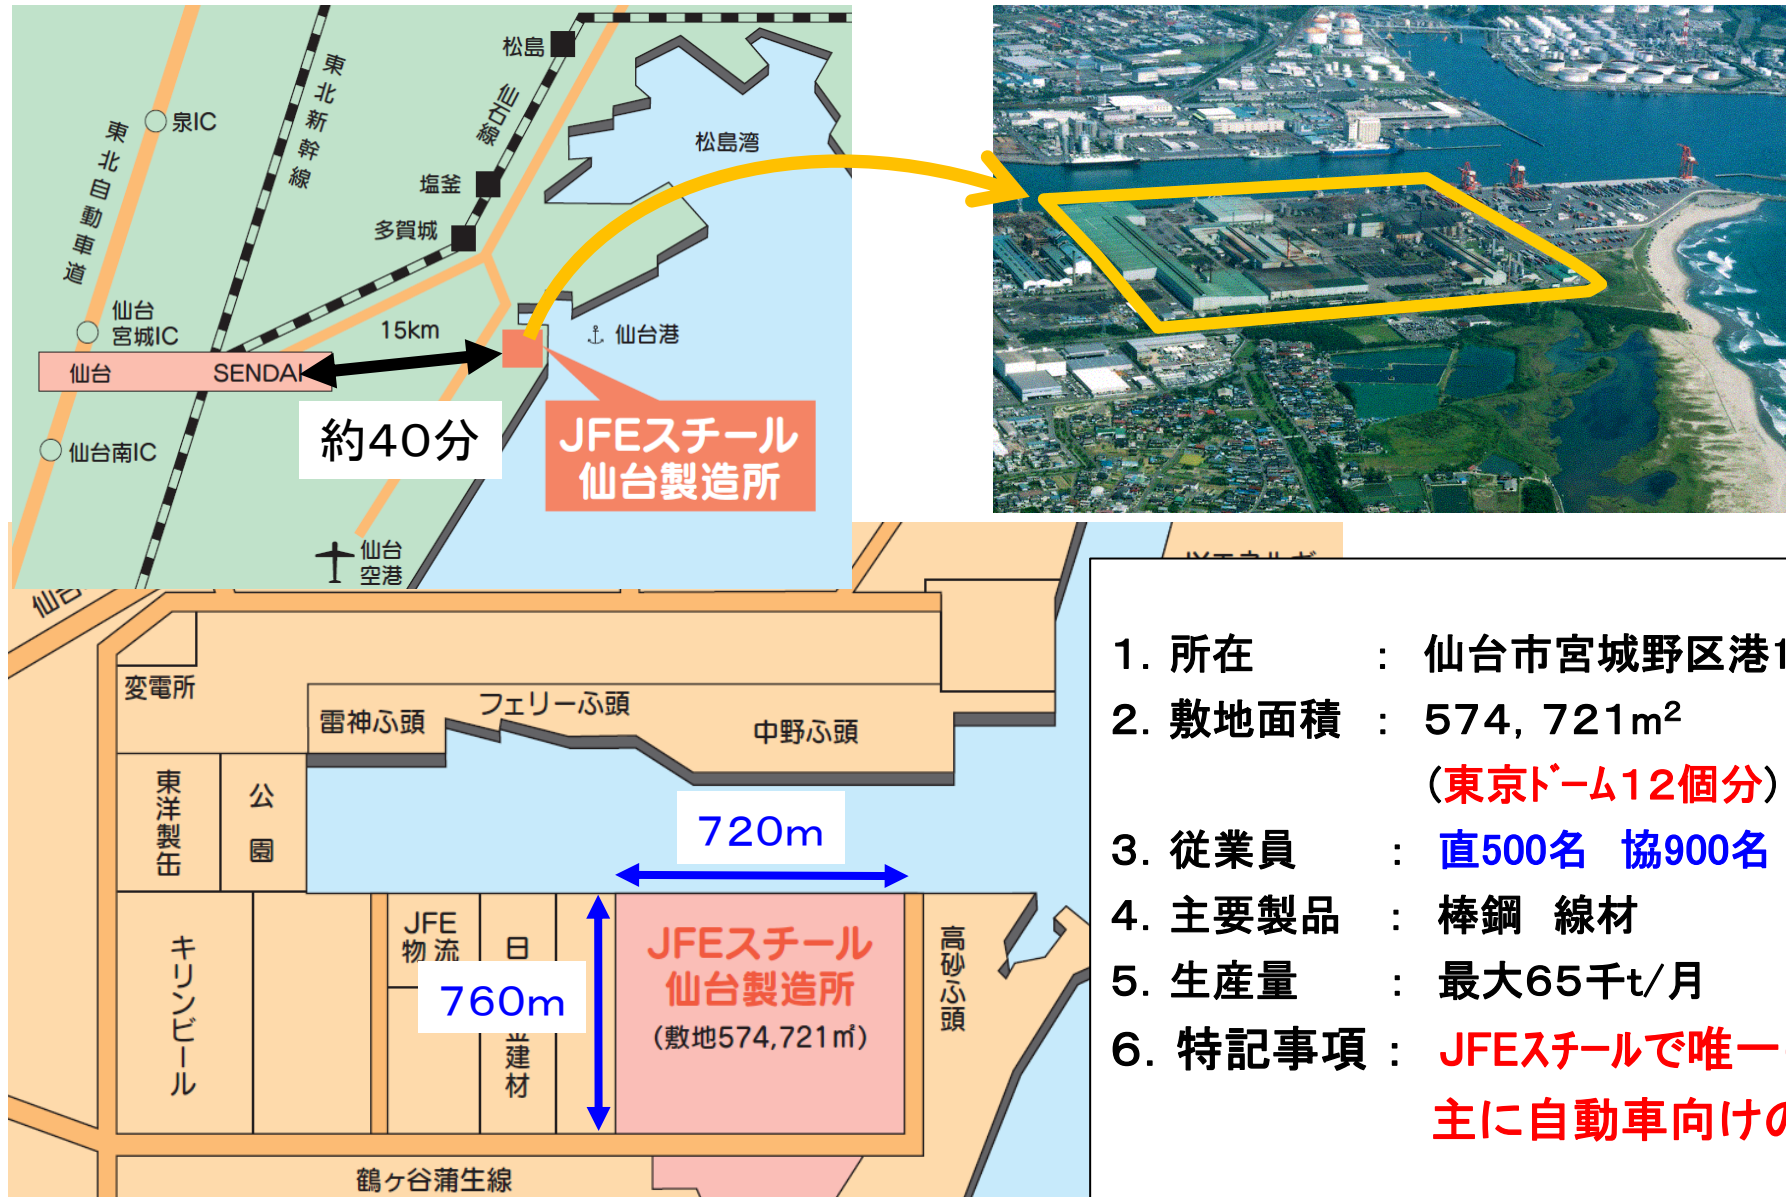 松島
東北新幹線
仙石線
泉IC
東北自動車道
松島湾
塩釜
多賀城
仙台
宮城IC
15km
仙台港
仙台
SENDAI
約40分
JFEスチール
仙台製造所
仙台南IC
仙台
空港
変電所
雷神ふ頭
フェリーふ頭
中野ふ頭
東洋製缶
公園
720m
キリンビール
JFE
物流
日
建材
760m
JFEスチール
仙台製造所
(敷地574,721㎡)
高砂ふ頭
鶴ヶ谷蒲生線
1. 所在 : 仙台市宮城野区港1
2. 敷地面積 : 574, 721m²
(東京ﾄﾞｰﾑ12個分)
3. 従業員 : 直500名 協900名
4. 主要製品 : 棒鋼 線材
5. 生産量 : 最大65千t/月
6. 特記事項 : JFEｽﾁｰﾙで唯一
主に自動車向けの